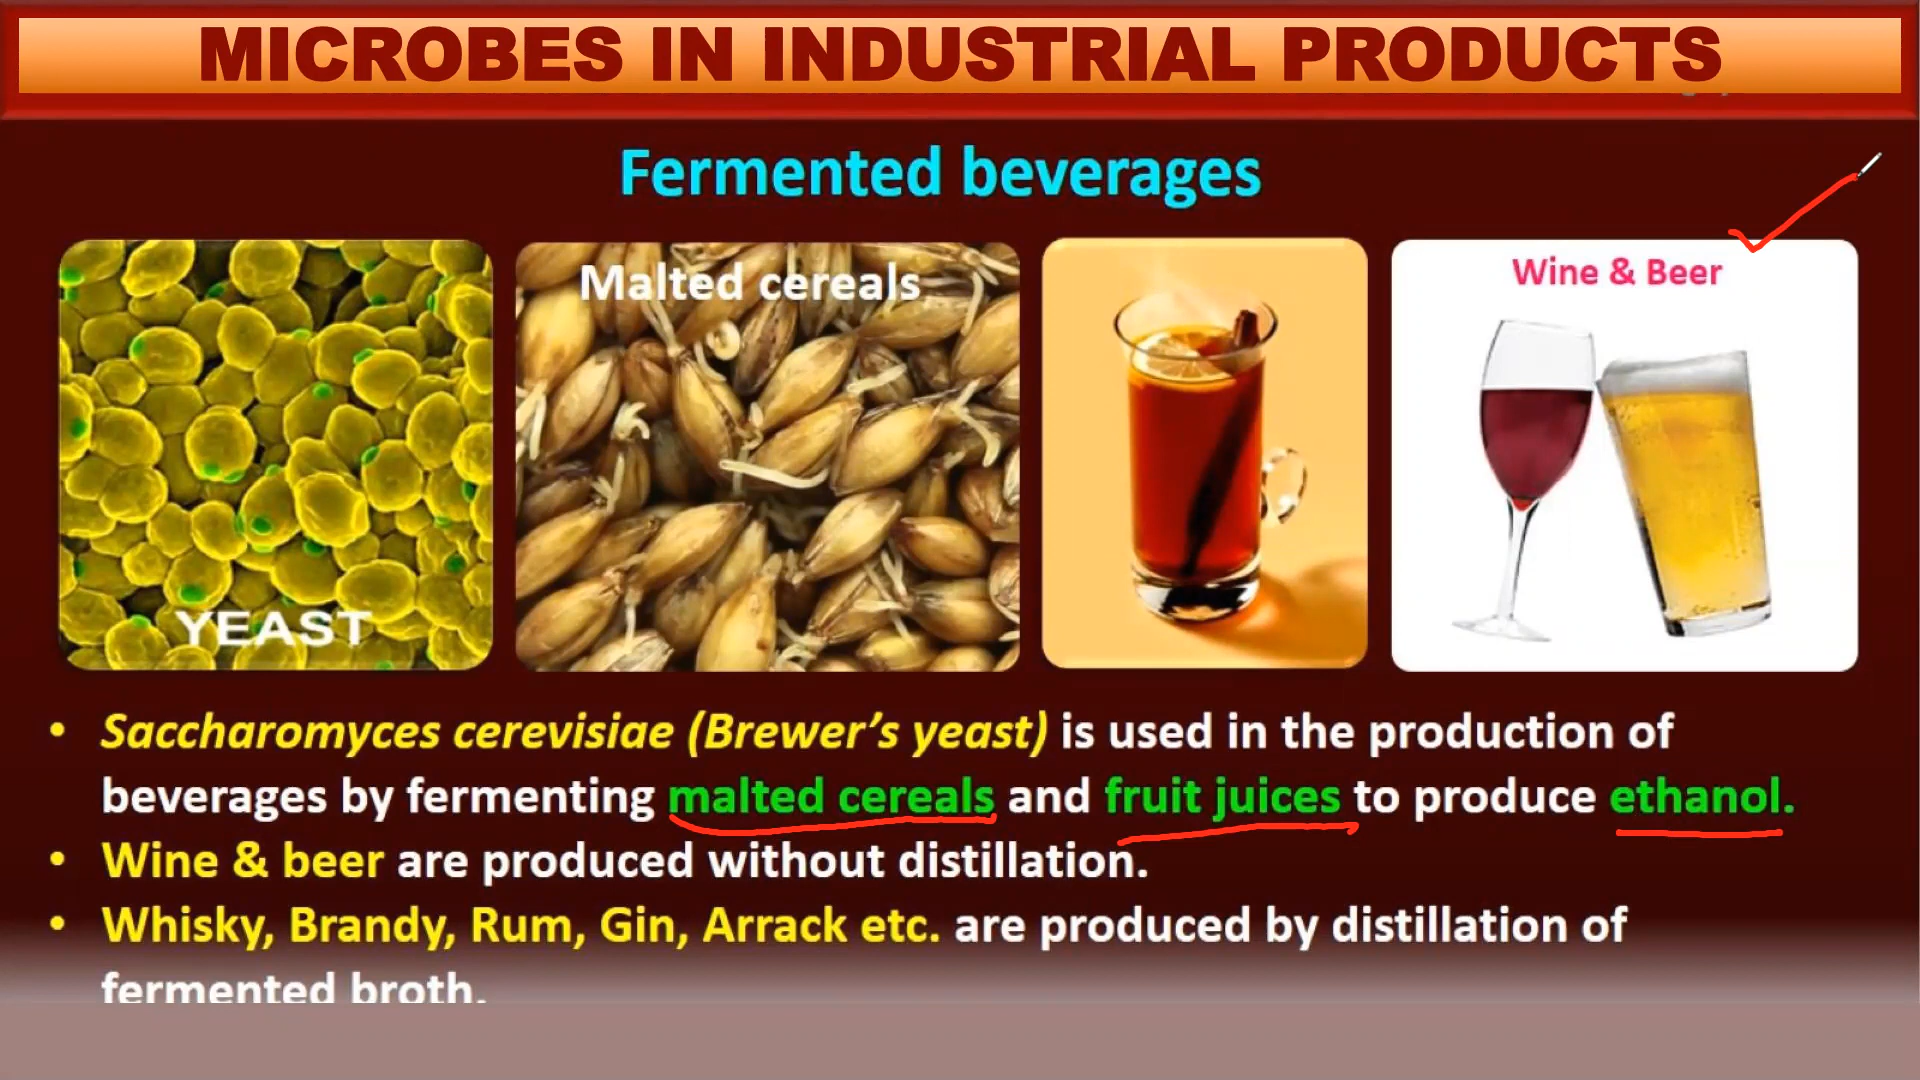 MICROBES IN INDUSTRIAL PRODUCTS
Fermented beverages
YEAST
Malted cereals
Wine & Beer
• Saccharomyces cerevisiae (Brewer’s yeast) is used in the production of
beverages by fermenting malted cereals and fruit juices to produce ethanol.
• Wine & beer are produced without distillation.
• Whisky, Brandy, Rum, Gin, Arrack etc. are produced by distillation of
fermented broth.